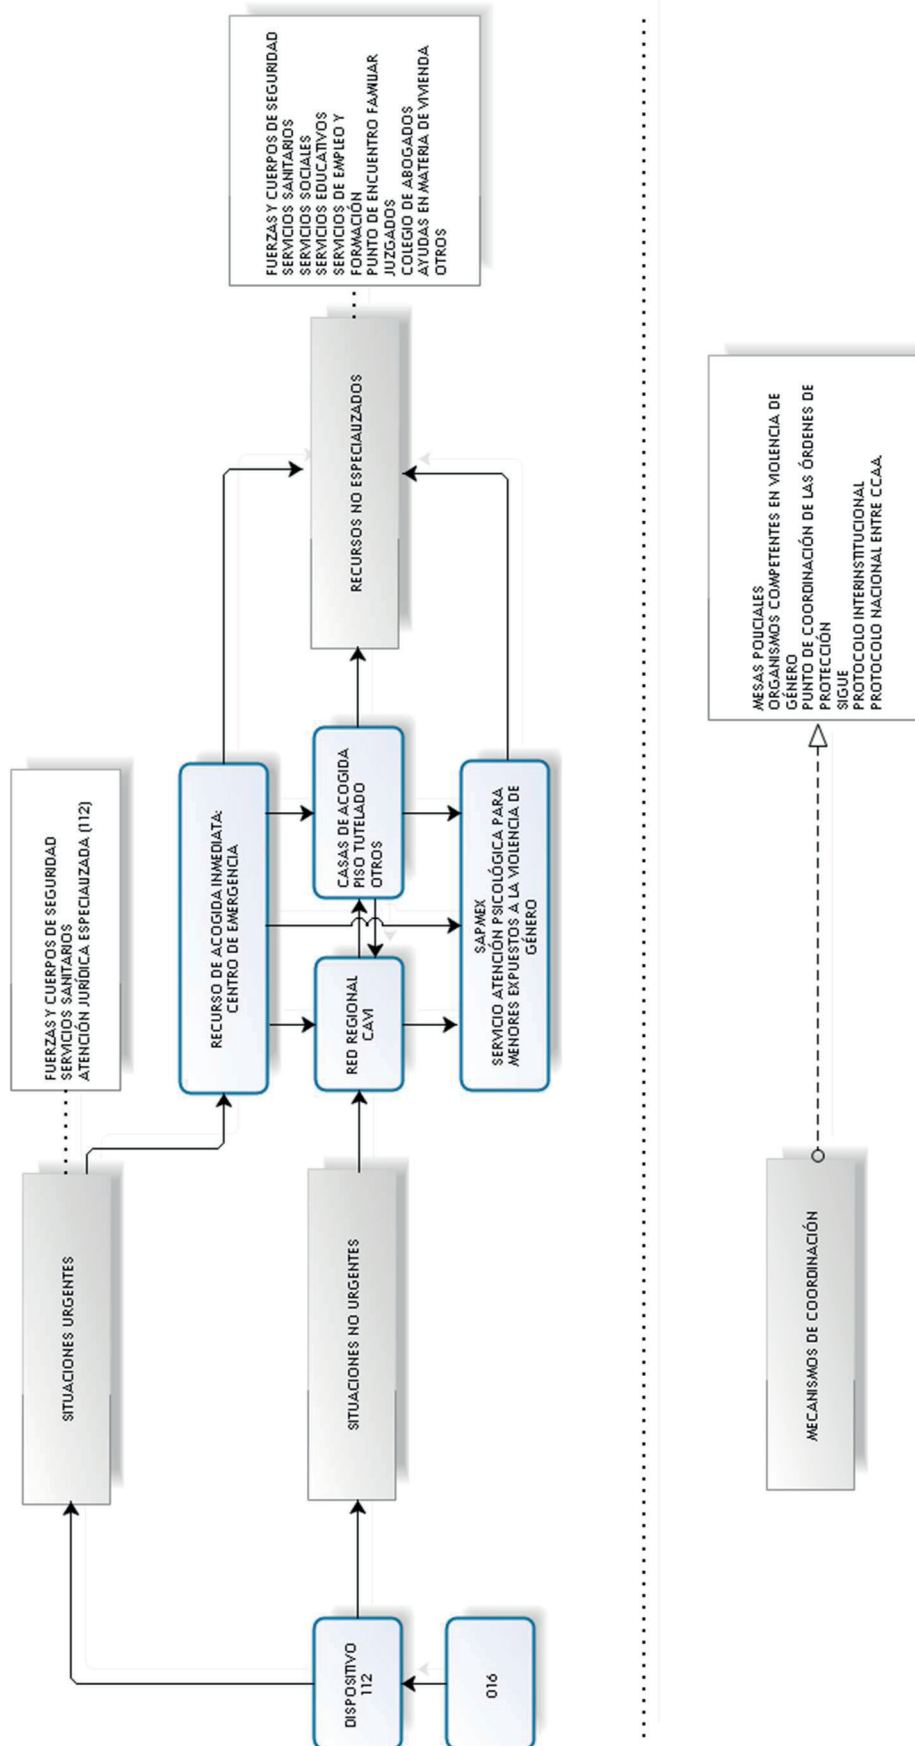 016
DISPOSITIVO
112
SITUACIONES URGENTES
FUERZAS Y CUERPOS DE SEGURIDAD
SERVICIOS SANITARIOS
ATENCIÓN JURÍDICA ESPECIALIZADA (112)
SITUACIONES NO URGENTES
RECURSO DE ACOGIDA INMEDIATA:
CENTRO DE EMERGENCIA
RED REGIONAL
CAVI
CASAS DE ACOGIDA
PISO TUTELADO
OTROS
SAPMEX
SERVICIO ATENCIÓN PSICOLÓGICA PARA
MENORES EXPUESTOS A LA VIOLENCIA DE
GÉNERO
RECURSOS NO ESPECIALIZADOS
FUERZAS Y CUERPOS DE SEGURIDAD
SERVICIOS SANITARIOS
SERVICIOS SOCIALES
SERVICIOS EDUCATIVOS
SERVICIOS DE EMPLEO Y
FORMACIÓN
PUNTO DE ENCUENTRO FAMILIAR
JUZGADOS
COLEGIO DE ABOGADOS
AYUDAS EN MATERIA DE VIVIENDA
OTROS
MECANISMOS DE COORDINACIÓN
MESAS POLICIALES
ORGANISMOS COMPETENTES EN VIOLENCIA DE
GÉNERO
PUNTO DE COORDINACIÓN DE LAS ÓRDENES DE
PROTECCIÓN
SIGUE
PROTOCOLO INTERINSTITUCIONAL
PROTOCOLO NACIONAL ENTRE CCAA.